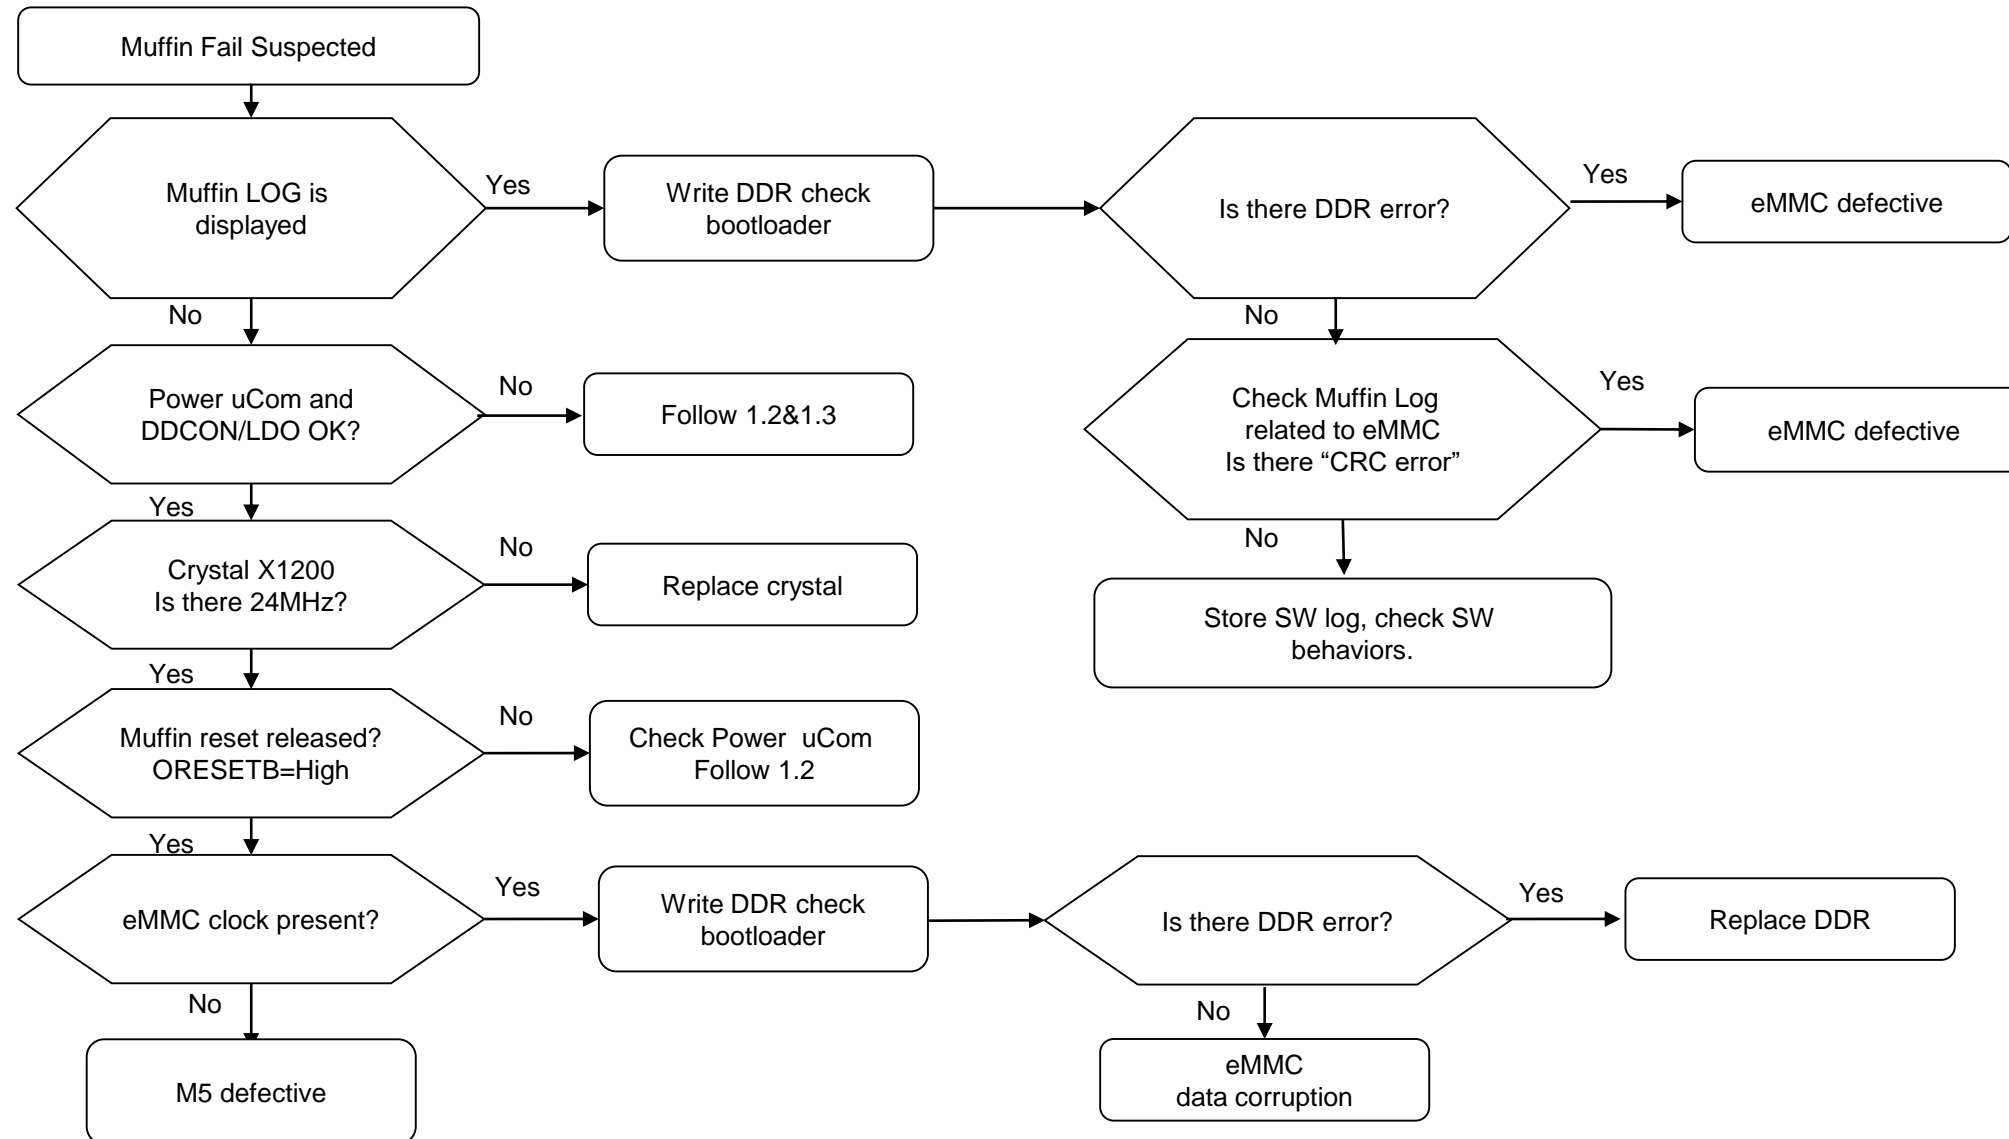 Muffin Fail Suspected
Muffin LOG is
displayed
Yes
Write DDR check
bootloader
Is there DDR error?
Yes
eMMC defective
No
No
Power uCom and
DDCON/LDO OK?
No
Follow 1.2&1.3
Check Muffin Log
related to eMMC
Is there “CRC error”
Yes
eMMC defective
Yes
No
Crystal X1200
Is there 24MHz?
No
Replace crystal
Store SW log, check SW
behaviors.
Yes
Muffin reset released?
ORESETB=High
No
Check Power uCom
Follow 1.2
Yes
eMMC clock present?
Yes
Write DDR check
bootloader
Is there DDR error?
Yes
Replace DDR
No
No
M5 defective
eMMC
data corruption